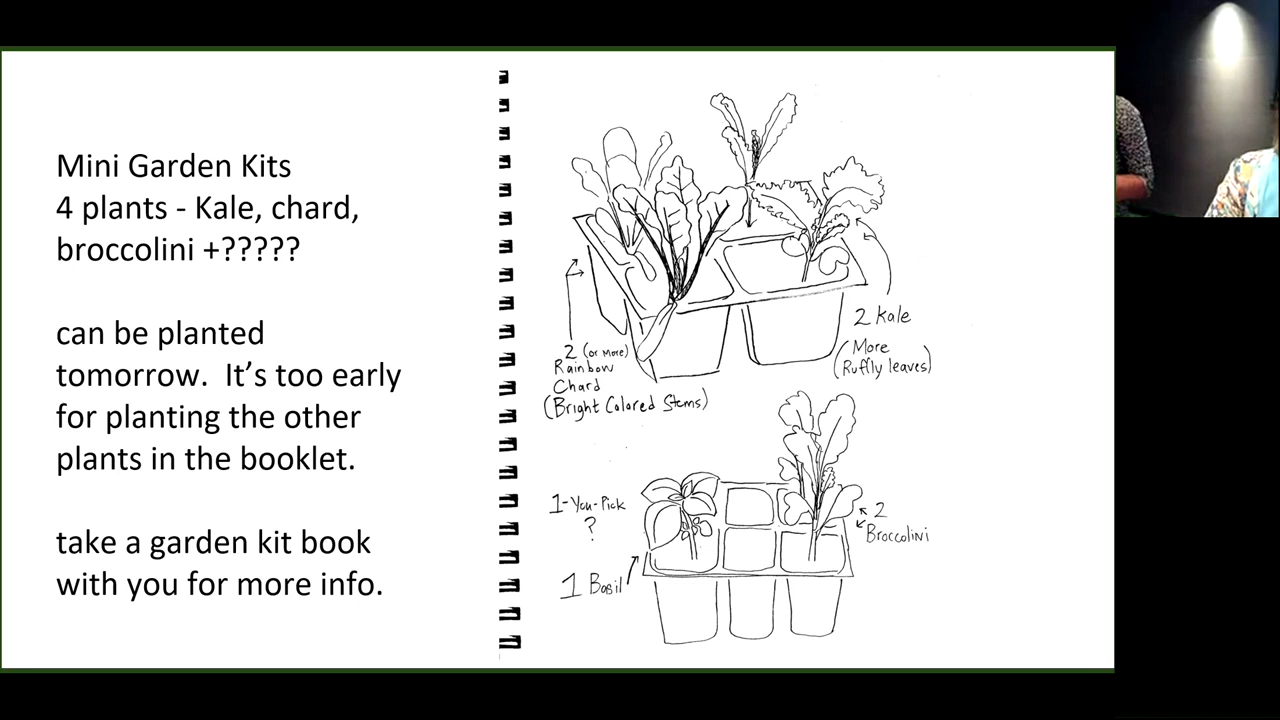 Mini Garden Kits
4 plants - Kale, chard,
broccolini +?????
can be planted
tomorrow.  It's too early
for planting the other
plants in the booklet.
take a garden kit book
with you for more info.
2 Kale
(More
Ruffly leaves)
2 (or More)
Rainbow
Chard
(Bright Colored Stems)
1-You-Pick
?
2
Broccolini
1 Basil